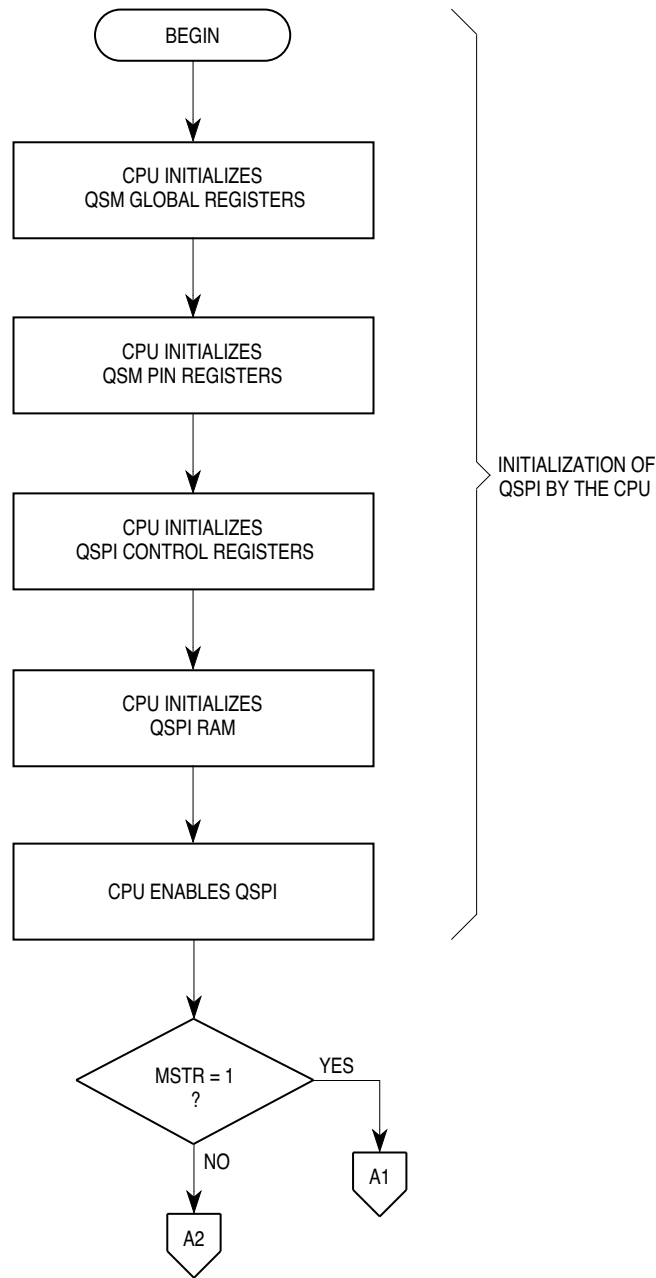 BEGIN
CPU INITIALIZES
QSM GLOBAL REGISTERS
CPU INITIALIZES
QSM PIN REGISTERS
INITIALIZATION OF
QSPI BY THE CPU
CPU INITIALIZES
QSPI CONTROL REGISTERS
CPU INITIALIZES
QSPI RAM
CPU ENABLES QSPI
MSTR = 1
?
YES
NO
A1
A2